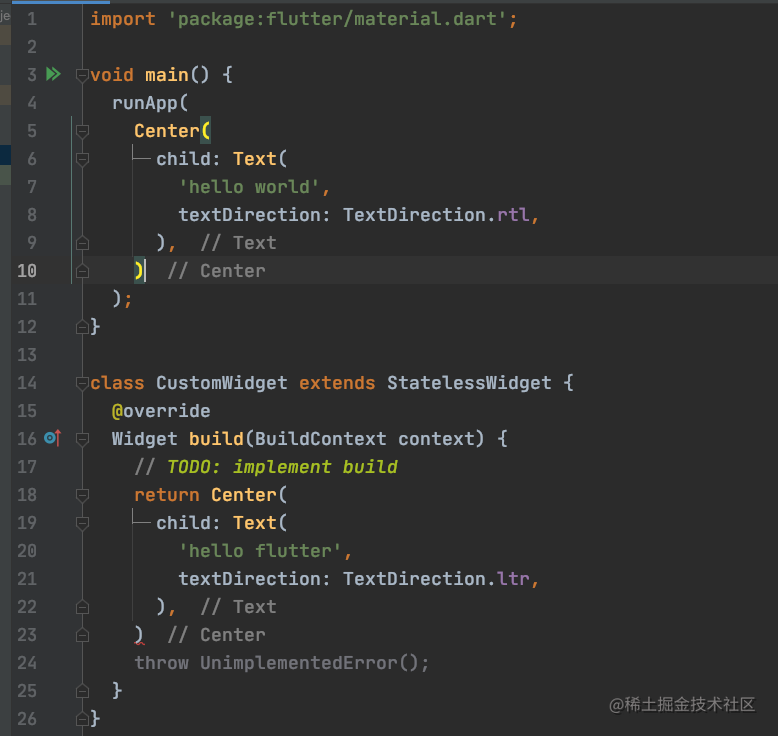 je
1 import 'package:flutter/material.dart';
2
3 void main() {
4 runApp(
5 Center(
6 child: Text(
7 'hello world',
8 textDirection: TextDirection.rtl,
9 ), // Text
10 ) // Center
11 );
12 }
13
14 class CustomWidget extends StatelessWidget {
15 @override
16 Widget build(BuildContext context) {
17 // TODO: implement build
18 return Center(
19 child: Text(
20 'hello flutter',
21 textDirection: TextDirection.ltr,
22 ), // Text
23 ) // Center
24 throw UnimplementedError();
25 }
26 }
@稀土掘金技术社区